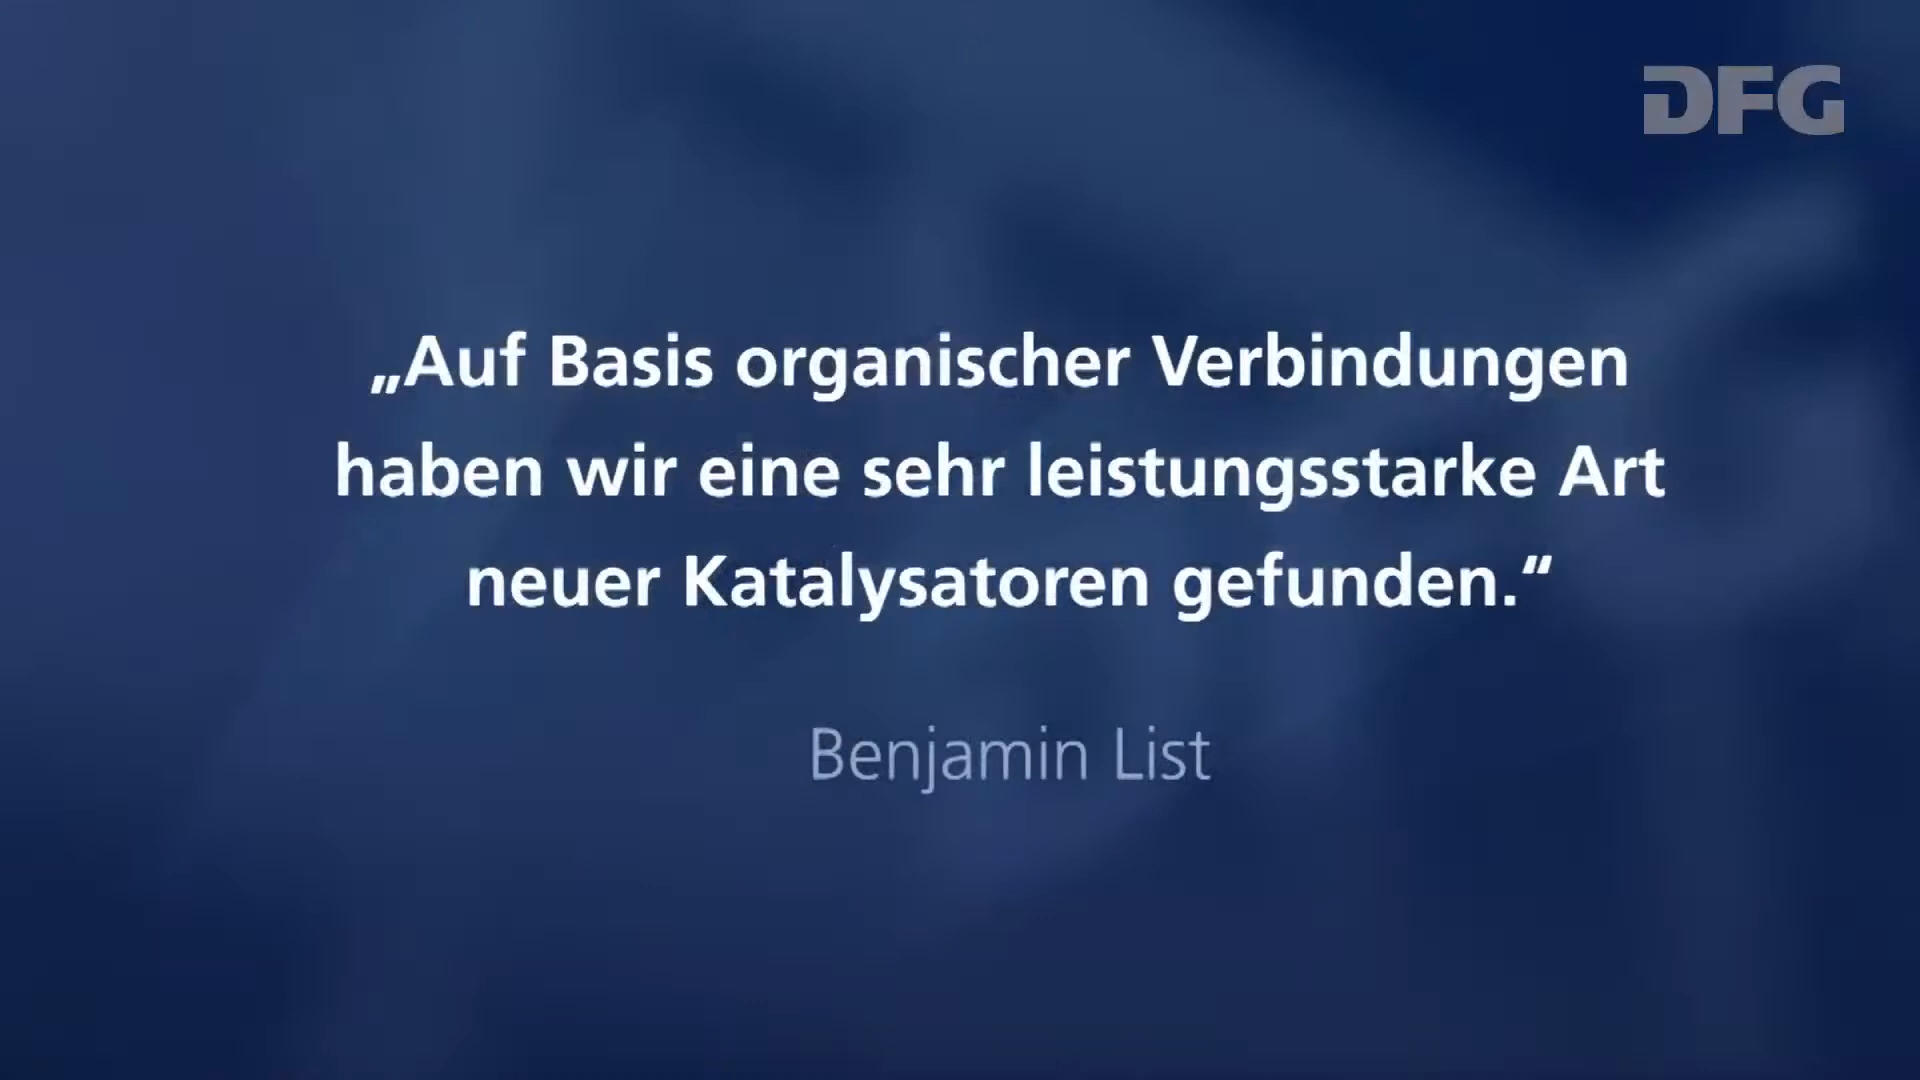 DFG
„Auf Basis organischer Verbindungen
haben wir eine sehr leistungsstarke Art
neuer Katalysatoren gefunden.“
Benjamin List